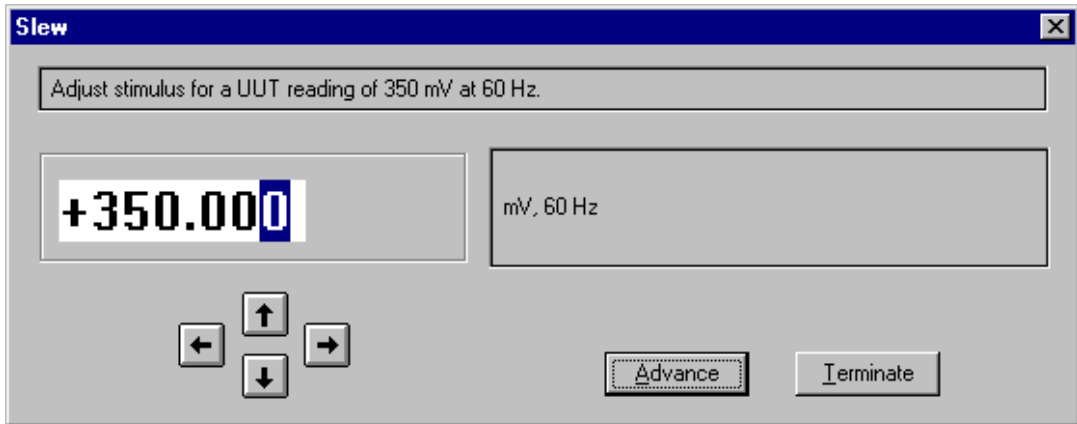 Slew
Adjust stimulus for a UUT reading of 350 mV at 60 Hz.
+350.000
mV, 60 Hz
Advance
Terminate